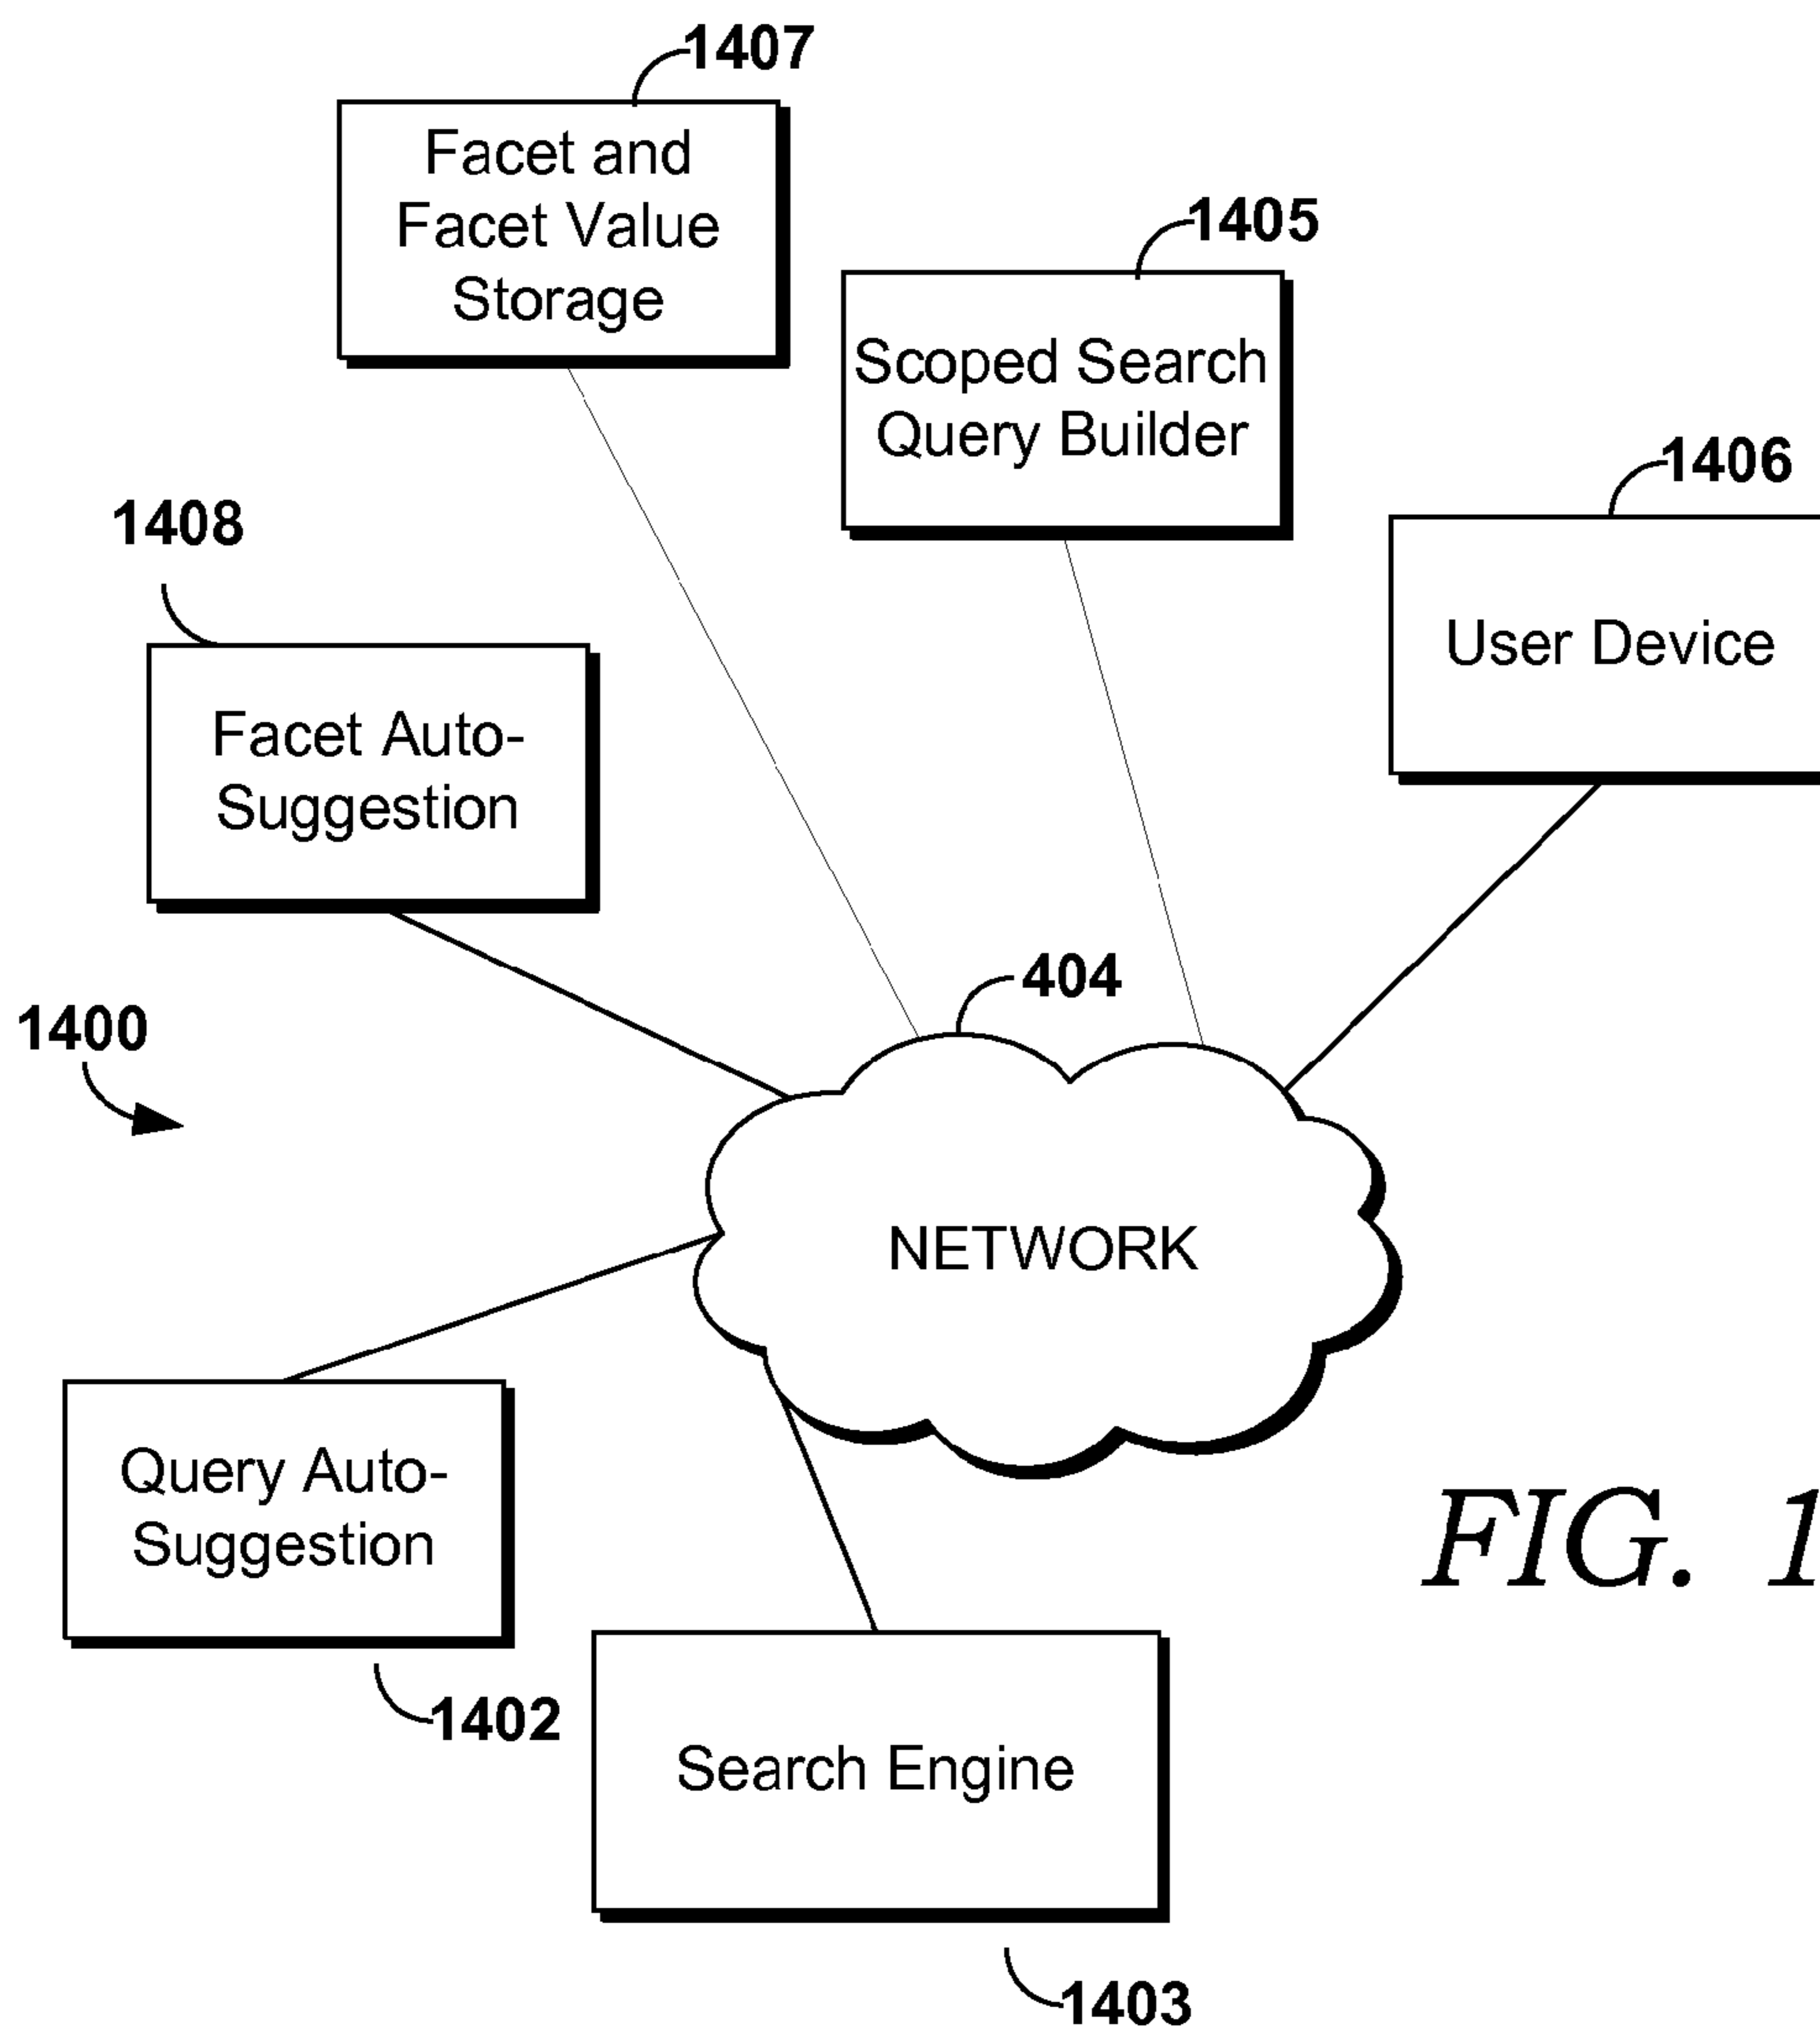 1407
Facet and
Facet Value
Storage
1405
Scoped Search
Query Builder
1406
User Device
1408
Facet Auto-
Suggestion
404
1400
NETWORK
Query Auto-
Suggestion
1402
FIG. 1
Search Engine
1403